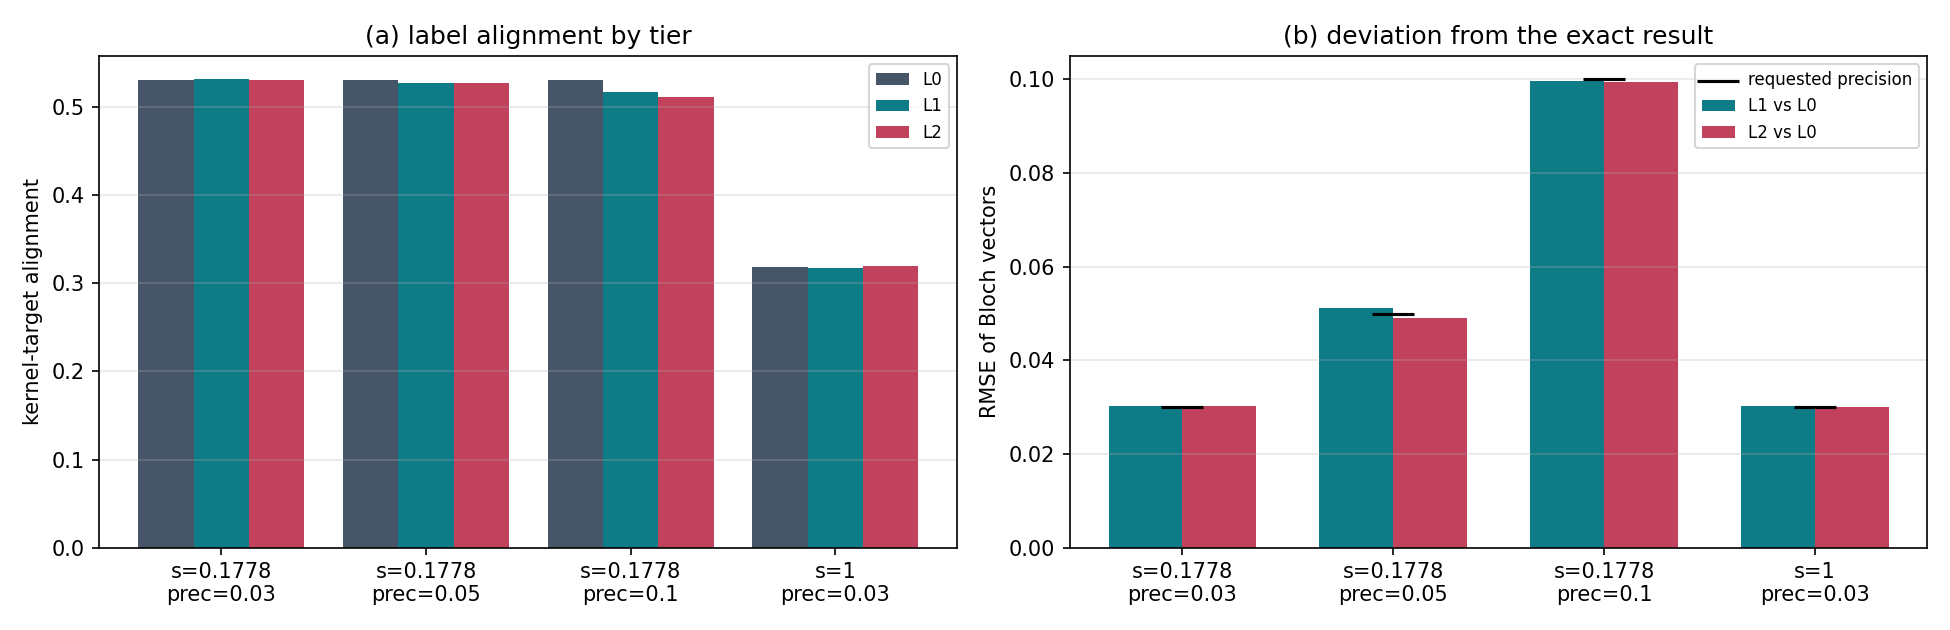 (a) label alignment by tier
kernel-target alignment
0.5
0.4
0.3
0.2
0.1
0.0
L0
L1
L2
s=0.1778
prec=0.03
s=0.1778
prec=0.05
s=0.1778
prec=0.1
s=1
prec=0.03
(b) deviation from the exact result
RMSE of Bloch vectors
0.10
0.08
0.06
0.04
0.02
0.00
requested precision
L1 vs L0
L2 vs L0
s=0.1778
prec=0.03
s=0.1778
prec=0.05
s=0.1778
prec=0.1
s=1
prec=0.03